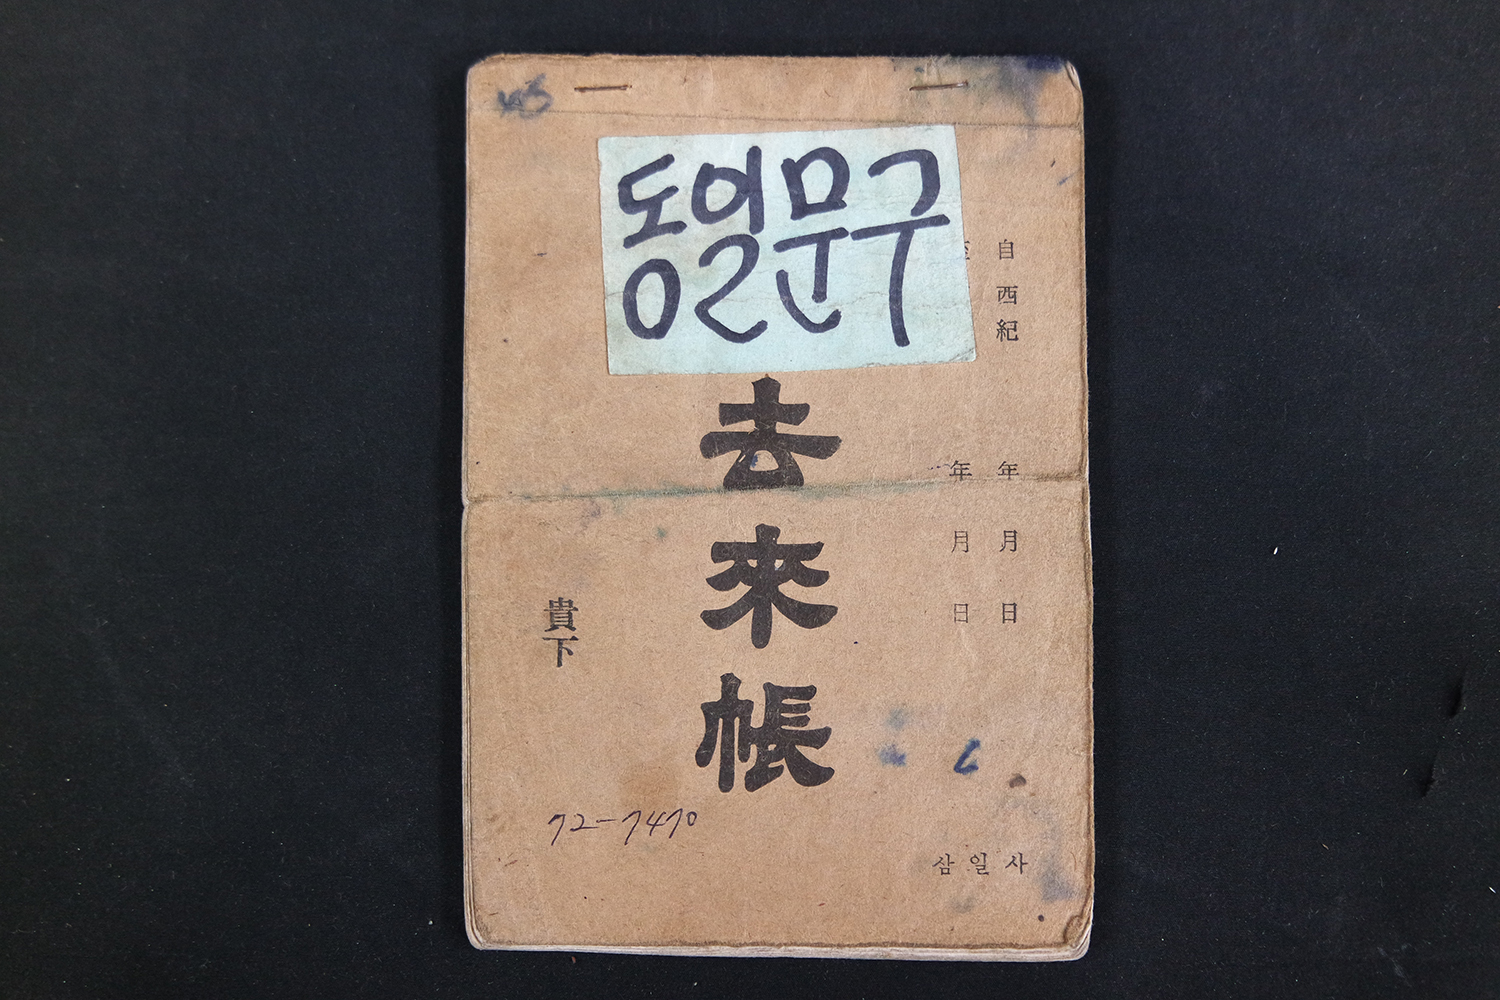 동일문구
自西紀 年 月 日
至 年 月 日
去來帳
貴下
72-7470
삼일사